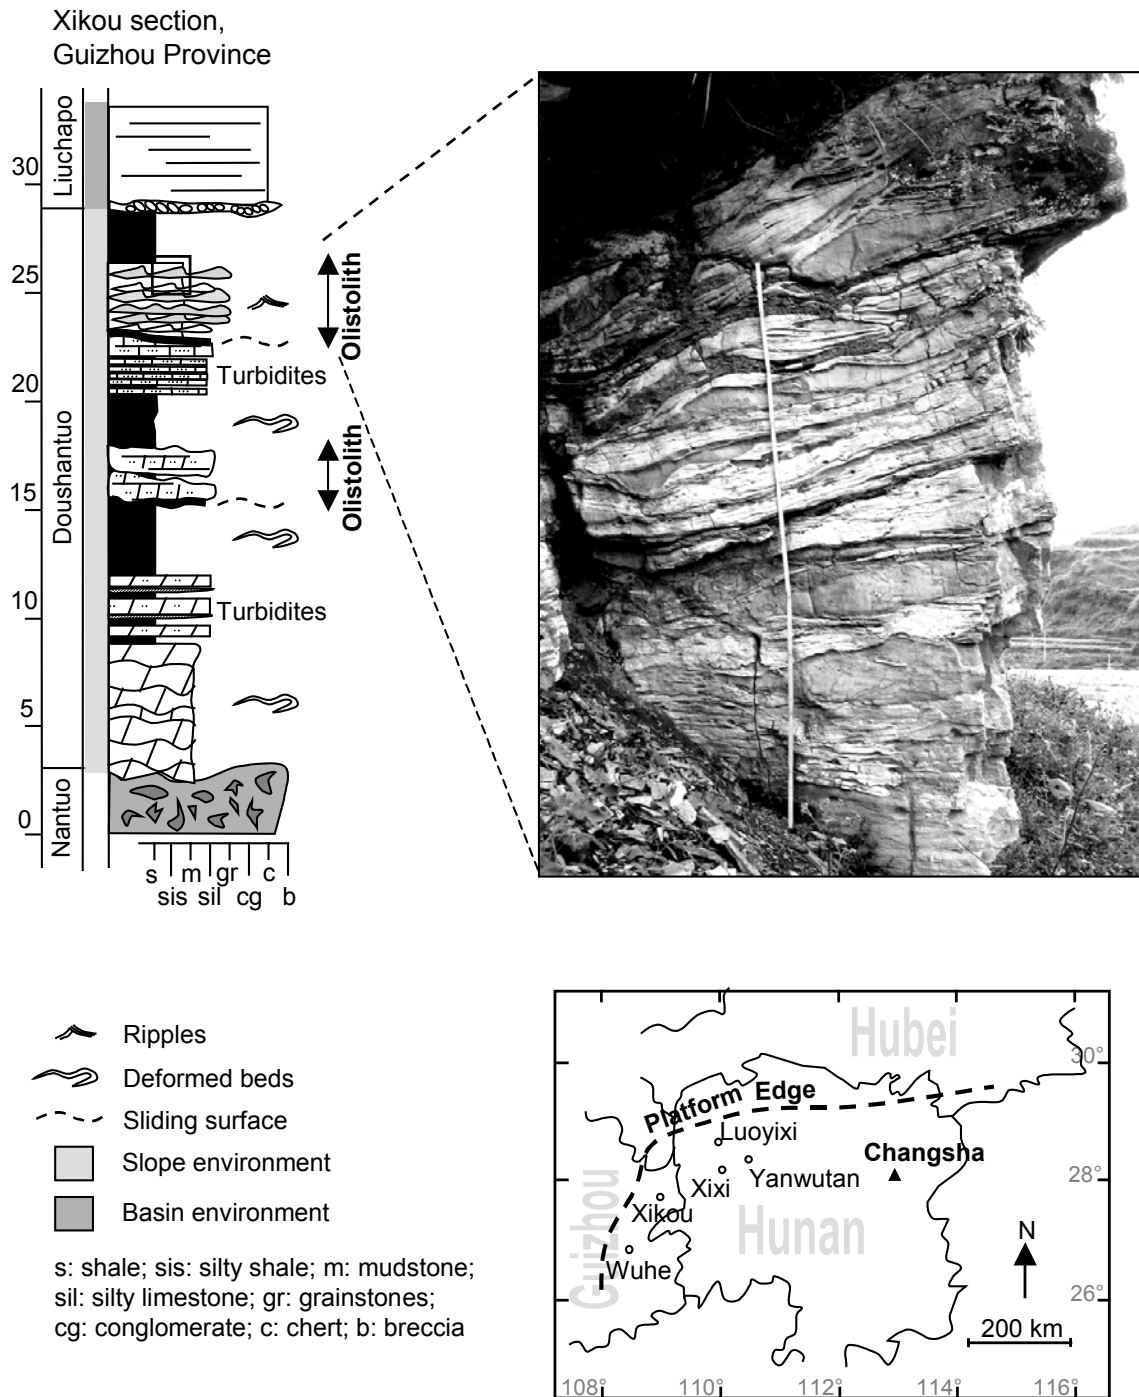 Xikou section,
Guizhou Province
Liuchapo
Doushantuo
Nantuo
30
25
20
15
10
5
0
Olistolith
Turbidites
Olistolith
Turbidites
s m gr c
sis sil cg b
Ripples
Deformed beds
Sliding surface
Slope environment
Basin environment
s: shale; sis: silty shale; m: mudstone;
sil: silty limestone; gr: grainstones;
cg: conglomerate; c: chert; b: breccia
Hubei
30°
Platform Edge
Luoyixi
Changsha
Yanwutan
28°
Xixi
Guizhou
Xikou
Hunan
N
Wuhe
26°
200 km
108° 110° 112° 114° 116°